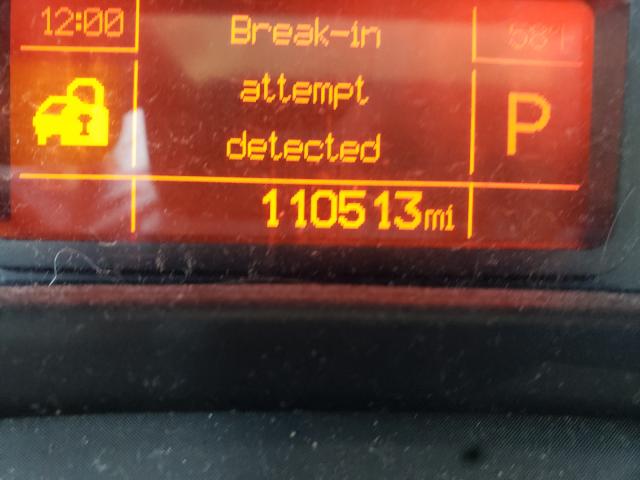 12:00
Break-in
attempt
detected
P
110513mi